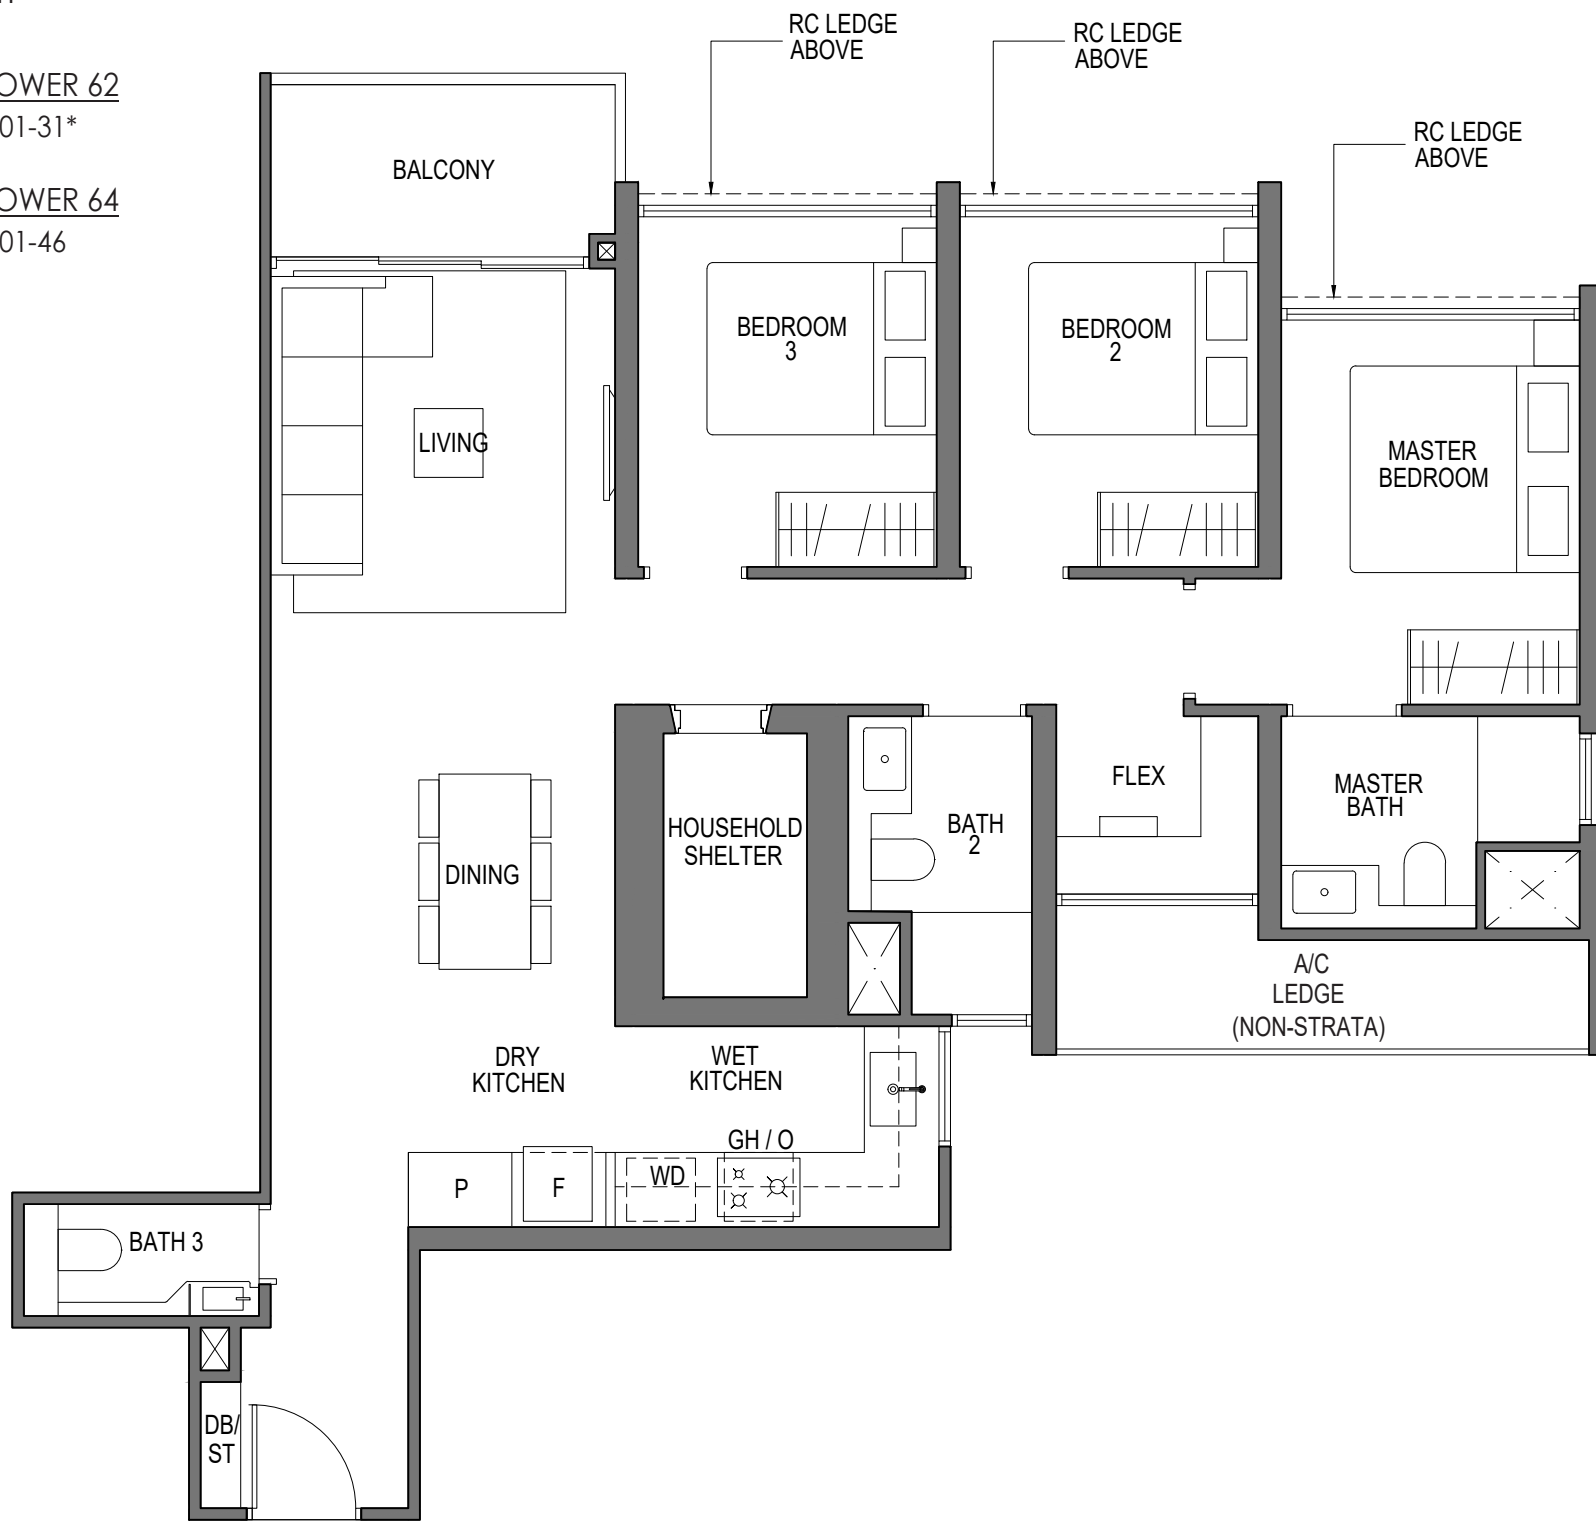 OWER 62
01-31*
OWER 64
01-46
RC LEDGE
ABOVE
RC LEDGE
ABOVE
RC LEDGE
ABOVE
BALCONY
BEDROOM
3
BEDROOM
2
MASTER
BEDROOM
LIVING
HOUSEHOLD
SHELTER
BATH
2
FLEX
MASTER
BATH
DINING
A/C
LEDGE
(NON-STRATA)
DRY
KITCHEN
WET
KITCHEN
GH / O
P
F
WD
BATH 3
DB/
ST